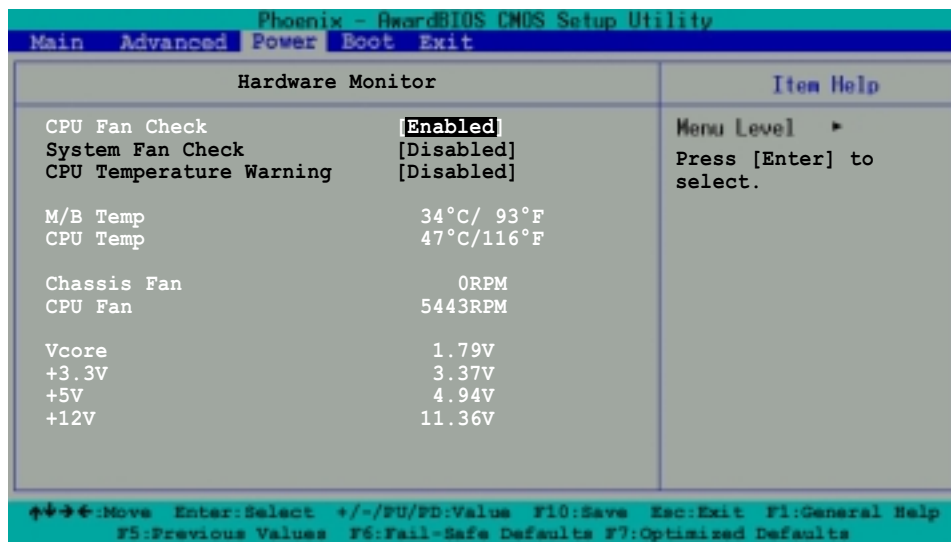 Phoenix - AwardBIOS CMOS Setup Utility
Main Advanced Power Boot Exit
Hardware Monitor
Item Help
CPU Fan Check [Enabled]
System Fan Check [Disabled]
CPU Temperature Warning [Disabled]
Menu Level ►
Press [Enter] to
select.
M/B Temp 34°C/ 93°F
CPU Temp 47°C/116°F
Chassis Fan 0RPM
CPU Fan 5443RPM
Vcore 1.79V
+3.3V 3.37V
+5V 4.94V
+12V 11.36V
↑↓→←:Move Enter:Select +/-/PU/PD:Value F10:Save Esc:Exit F1:General Help
F5:Previous Values F6:Fail-Safe Defaults F7:Optimized Defaults